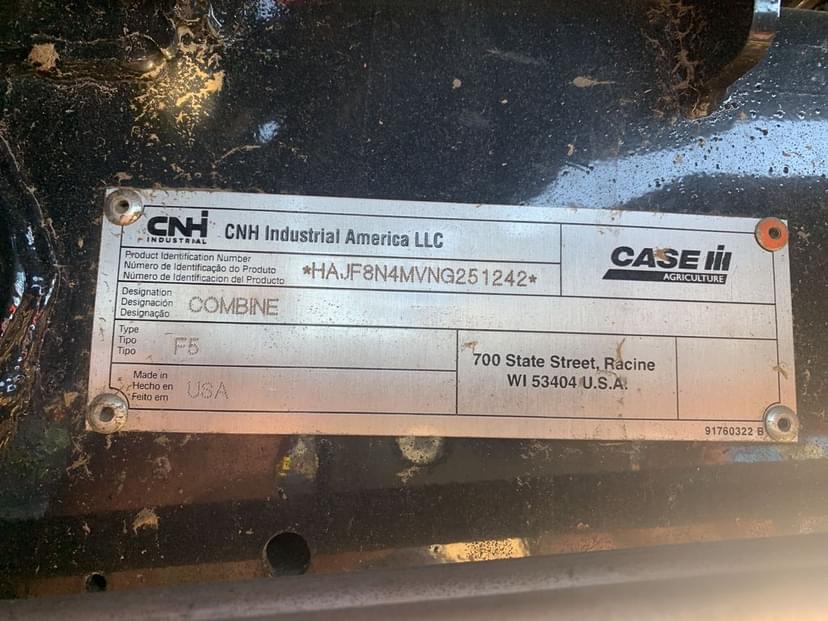 CNH
INDUSTRIAL
CNH Industrial America LLC
Product Identification Number
Número de Identificação do Produto
Número de Identificacion del Producto
*HAJF8N4MVNG251242*
CASE III
AGRICULTURE
Designation
Designación
Designação
COMBINE
Type
Tipo
Tipo
F5
Made in
Hecho en
Feito em
USA
700 State Street, Racine
WI 53404 U.S.A.
91760322 B